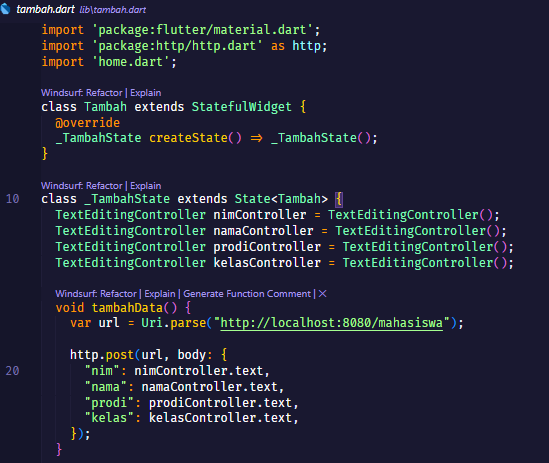 tambah.dart lib\tambah.dart
import 'package:flutter/material.dart';
import 'package:http/http.dart' as http;
import 'home.dart';
Windsurf: Refactor | Explain
class Tambah extends StatefulWidget {
@override
_TambahState createState() => _TambahState();
}
Windsurf: Refactor | Explain
10 class _TambahState extends State<Tambah> {
TextEditingController nimController = TextEditingController();
TextEditingController namaController = TextEditingController();
TextEditingController prodiController = TextEditingController();
TextEditingController kelasController = TextEditingController();
Windsurf: Refactor | Explain | Generate Function Comment | ×
void tambahData() {
var url = Uri.parse("http://localhost:8080/mahasiswa");
http.post(url, body: {
20 "nim": nimController.text,
"nama": namaController.text,
"prodi": prodiController.text,
"kelas": kelasController.text,
});
}